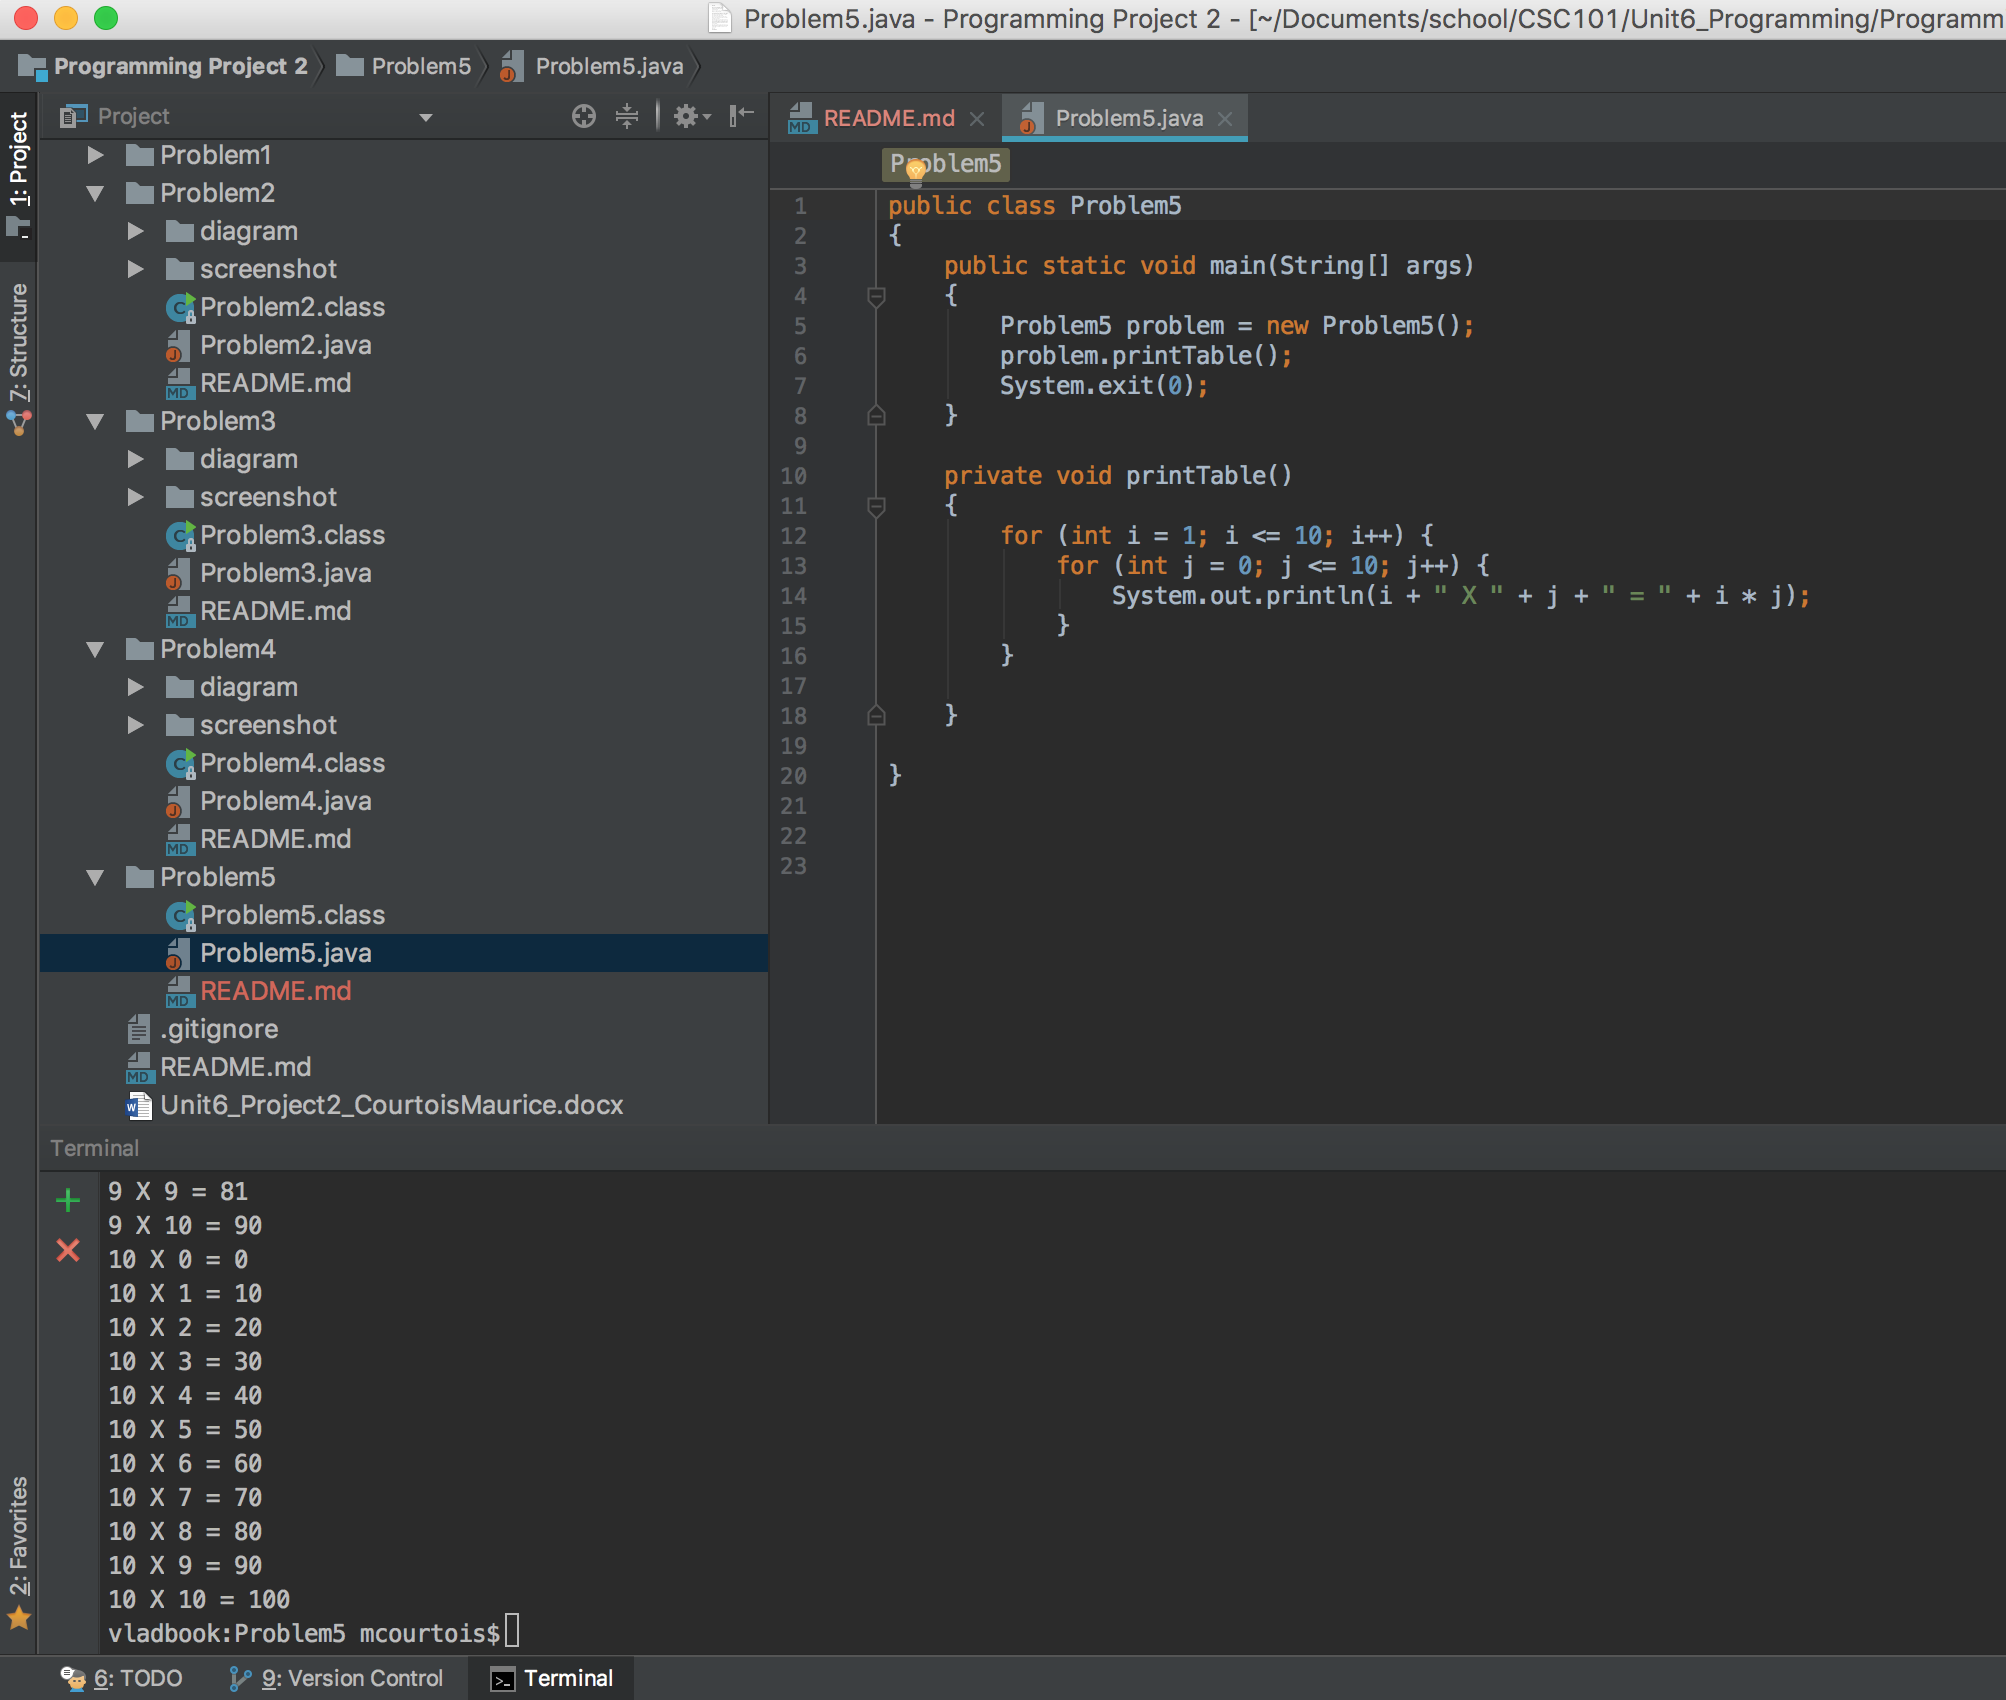 Problem5.java - Programming Project 2 - [~/Documents/school/CSC101/Unit6_Programming/Programm
Programming Project 2
Problem5
Problem5.java
1: Project
7: Structure
2: Favorites
Project
Problem1
Problem2
diagram
screenshot
Problem2.class
Problem2.java
README.md
Problem3
diagram
screenshot
Problem3.class
Problem3.java
README.md
Problem4
diagram
screenshot
Problem4.class
Problem4.java
README.md
Problem5
Problem5.class
Problem5.java
README.md
.gitignore
README.md
Unit6_Project2_CourtoisMaurice.docx
README.md
Problem5.java
Problem5
1 public class Problem5
2 {
3     public static void main(String[] args)
4     {
5         Problem5 problem = new Problem5();
6         problem.printTable();
7         System.exit(0);
8     }
9
10     private void printTable()
11     {
12         for (int i = 1; i <= 10; i++) {
13             for (int j = 0; j <= 10; j++) {
14                 System.out.println(i + " X " + j + " = " + i * j);
15             }
16         }
17
18     }
19
20 }
21
22
23
Terminal
9 X 9 = 81
9 X 10 = 90
10 X 0 = 0
10 X 1 = 10
10 X 2 = 20
10 X 3 = 30
10 X 4 = 40
10 X 5 = 50
10 X 6 = 60
10 X 7 = 70
10 X 8 = 80
10 X 9 = 90
10 X 10 = 100
vladbook:Problem5 mcourtois$
6: TODO
9: Version Control
Terminal